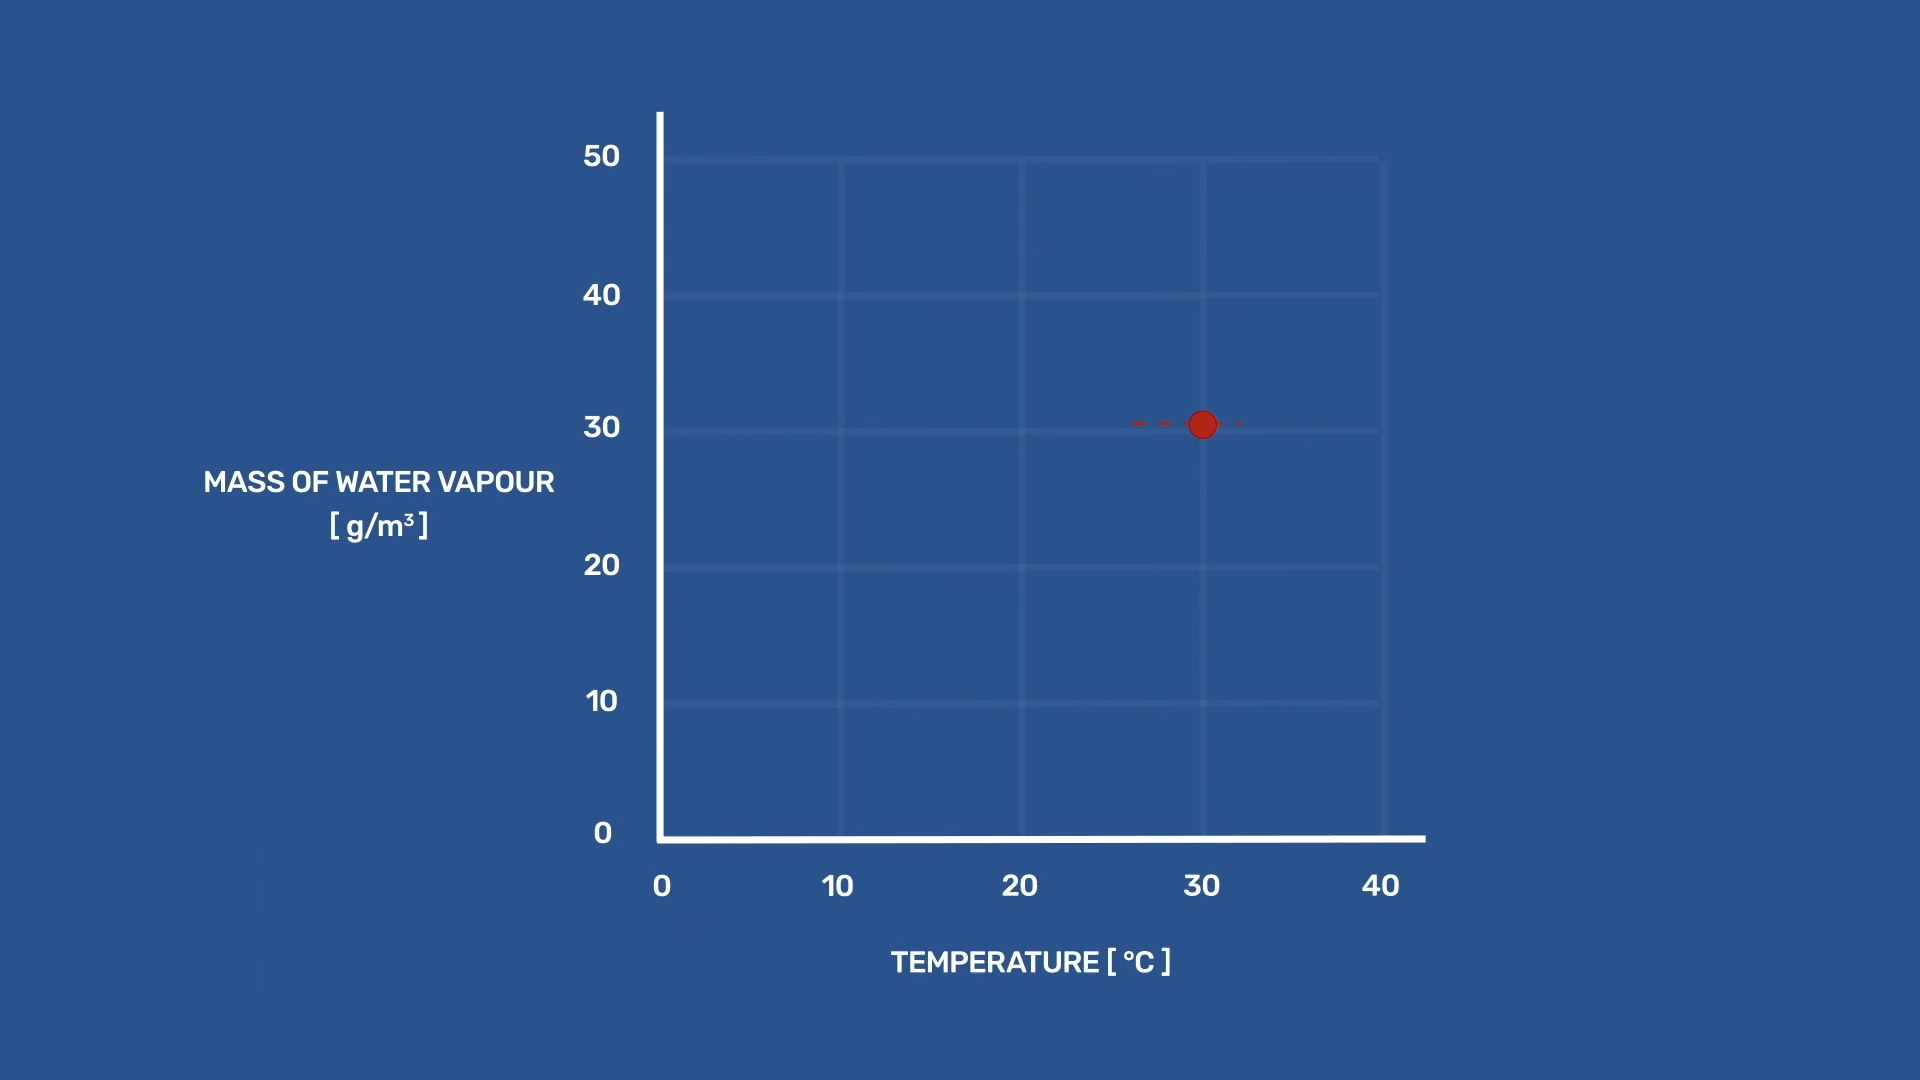 50
40
30
MASS OF WATER VAPOUR
[ g/m³ ]
20
10
0
0 10 20 30 40
TEMPERATURE [ °C ]